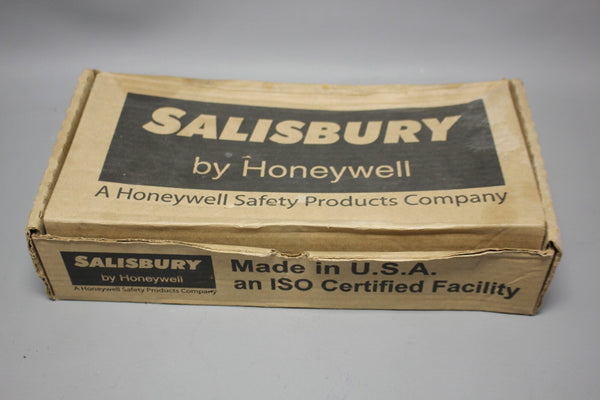 SALISBURY
by Honeywell
A Honeywell Safety Products Company
SALISBURY
by Honeywell
A Honeywell Safety Products Company
Made in U.S.A.
an ISO Certified Facility